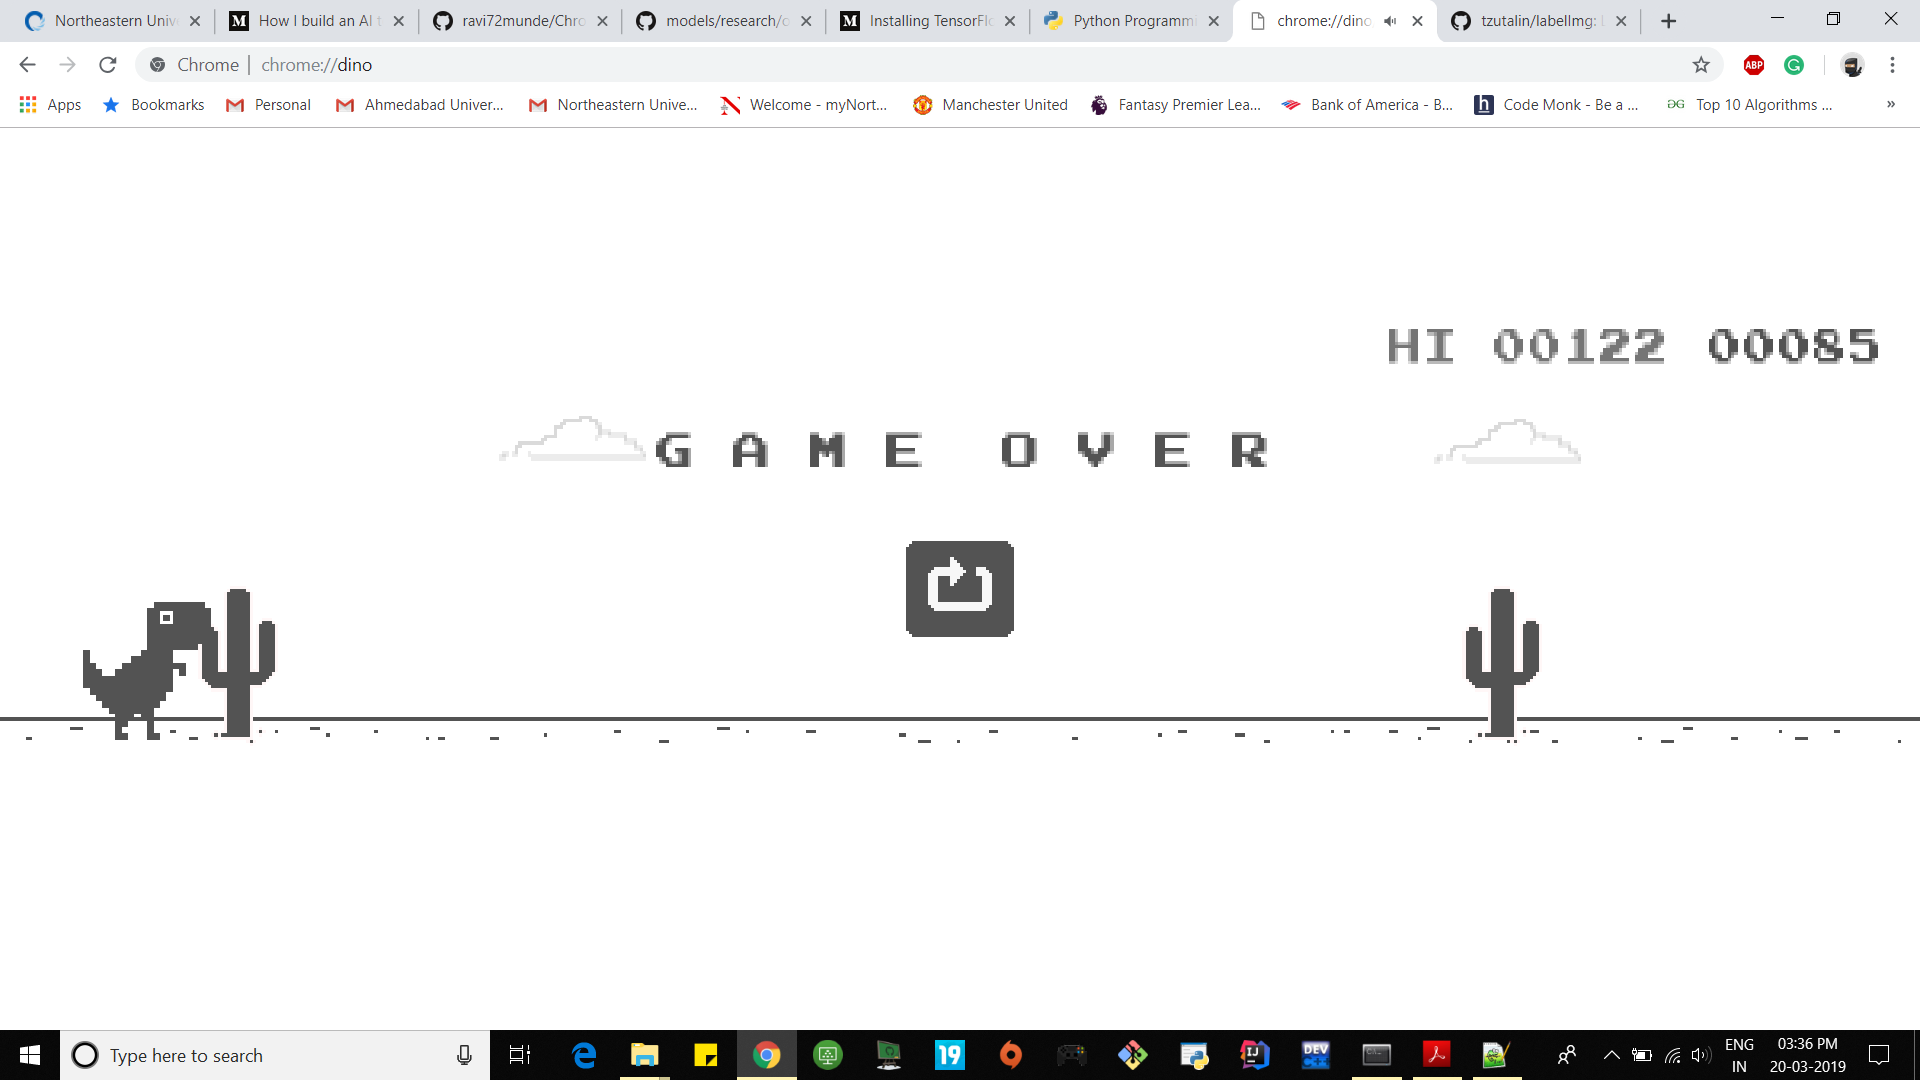 Northeastern Univ
How I build an AI t
ravi72munde/Chro
models/research/o
Installing TensorFlo
Python Programmi
chrome://dino
tzutalin/labelImg:
Chrome | chrome://dino
ABP
Apps
Bookmarks
Personal
Ahmedabad Univer...
Northeastern Unive...
Welcome - myNort...
Manchester United
Fantasy Premier Lea...
Bank of America - B...
Code Monk - Be a ...
Top 10 Algorithms ...
»
HI 00122 00085
GAME OVER
Type here to search
19
IJ
DEV
ENG
IN
03:36 PM
20-03-2019